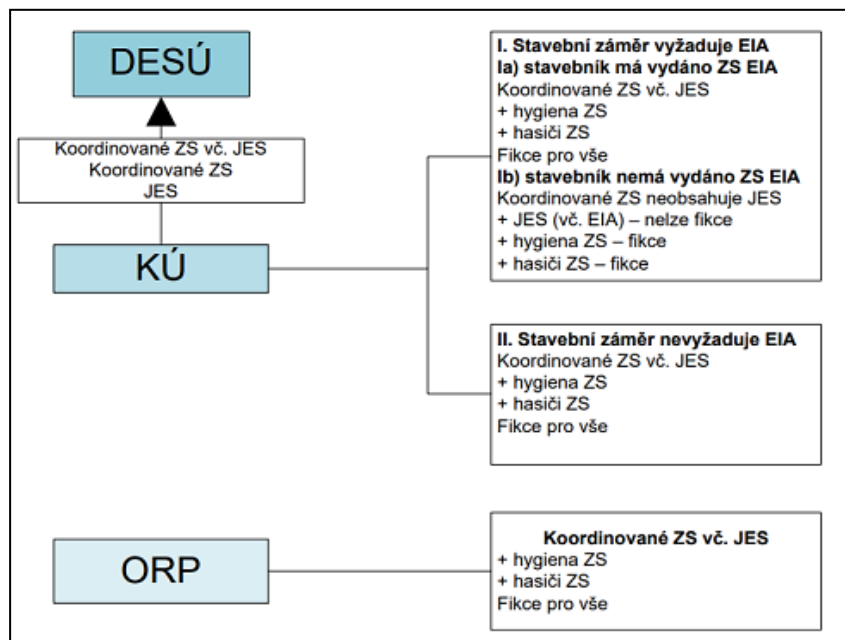 DESÚ
Koordinované ZS vč. JES
Koordinované ZS
JES
KÚ
I. Stavební záměr vyžaduje EIA
Ia) stavebník má vydáno ZS EIA
Koordinované ZS vč. JES
+ hygiena ZS
+ hasiči ZS
Fikce pro vše
Ib) stavebník nemá vydáno ZS EIA
Koordinované ZS neobsahuje JES
+ JES (vč. EIA) – nelze fikce
+ hygiena ZS – fikce
+ hasiči ZS – fikce
II. Stavební záměr nevyžaduje EIA
Koordinované ZS vč. JES
+ hygiena ZS
+ hasiči ZS
Fikce pro vše
ORP
Koordinované ZS vč. JES
+ hygiena ZS
+ hasiči ZS
Fikce pro vše